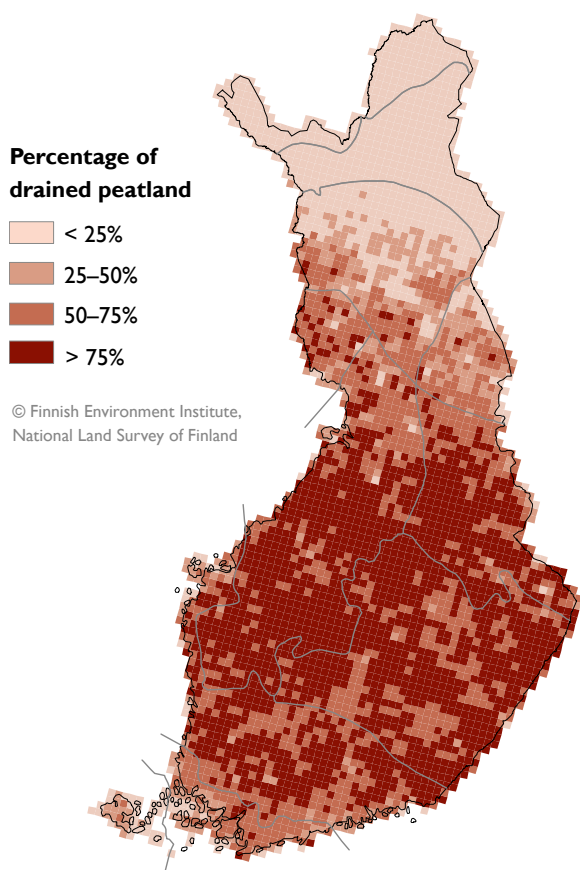 Percentage of
drained peatland
< 25%
25–50%
50–75%
> 75%
© Finnish Environment Institute,
National Land Survey of Finland